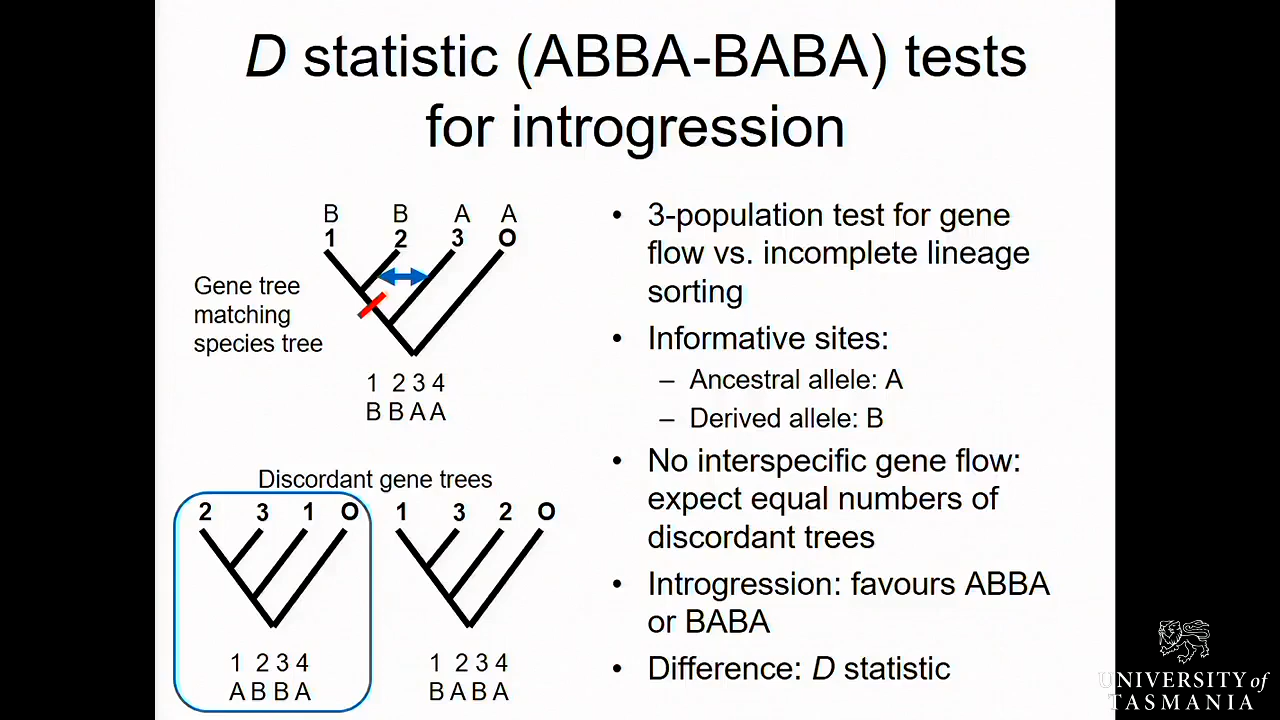 D statistic (ABBA-BABA) tests
for introgression
B B A A
1 2 3 O
Gene tree
matching
species tree
1 2 3 4
B B A A
Discordant gene trees
2 3 1 O
1 3 2 O
1 2 3 4
A B B A
1 2 3 4
B A B A
• 3-population test for gene
flow vs. incomplete lineage
sorting
• Informative sites:
– Ancestral allele: A
– Derived allele: B
• No interspecific gene flow:
expect equal numbers of
discordant trees
• Introgression: favours ABBA
or BABA
• Difference: D statistic
UNIVERSITY of
TASMANIA